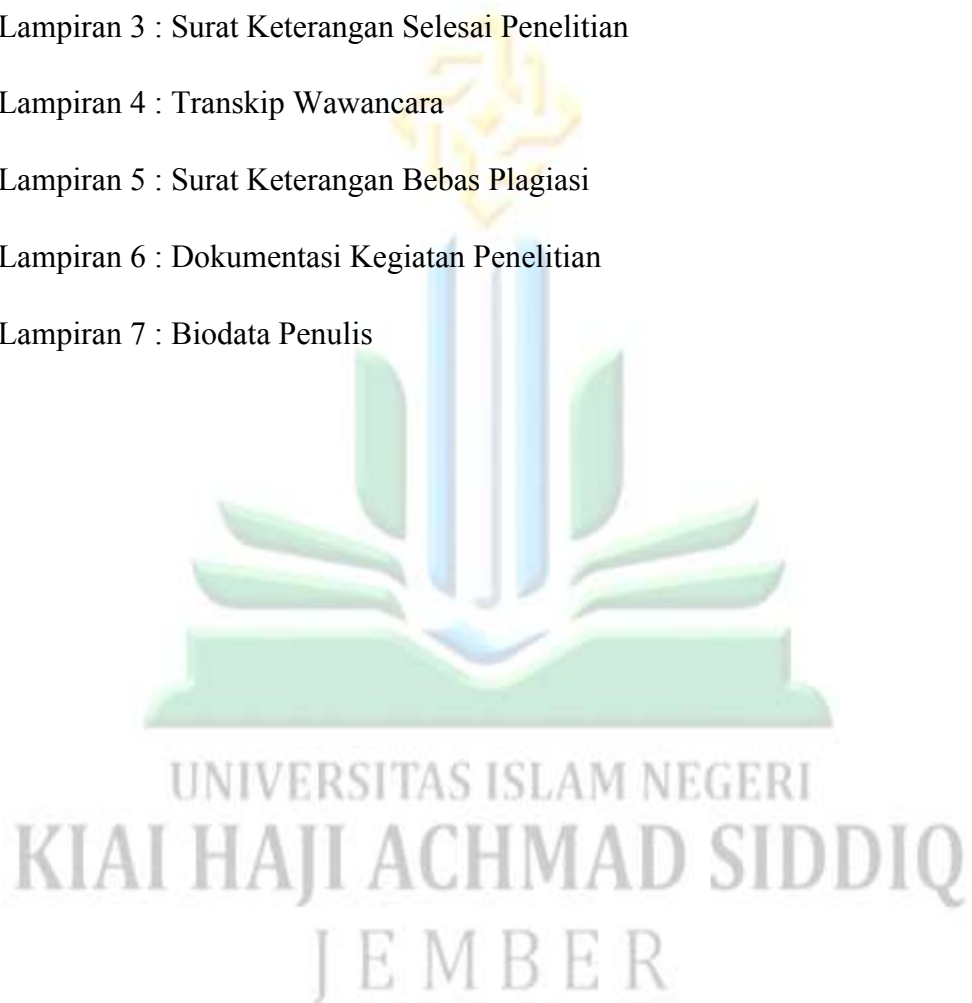 Lampiran 3 : Surat Keterangan Selesai Penelitian
Lampiran 4 : Transkip Wawancara
Lampiran 5 : Surat Keterangan Bebas Plagiasi
Lampiran 6 : Dokumentasi Kegiatan Penelitian
Lampiran 7 : Biodata Penulis
UNIVERSITAS ISLAM NEGERI
KIAI HAJI ACHMAD SIDDIQ
JEMBER